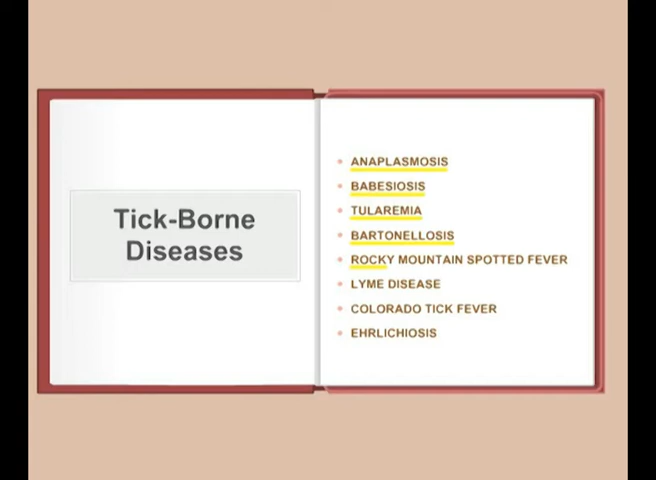 Tick-Borne
Diseases
ANAPLASMOSIS
BABESIOSIS
TULAREMIA
BARTONELLOSIS
ROCKY MOUNTAIN SPOTTED FEVER
LYME DISEASE
COLORADO TICK FEVER
EHRLICHIOSIS